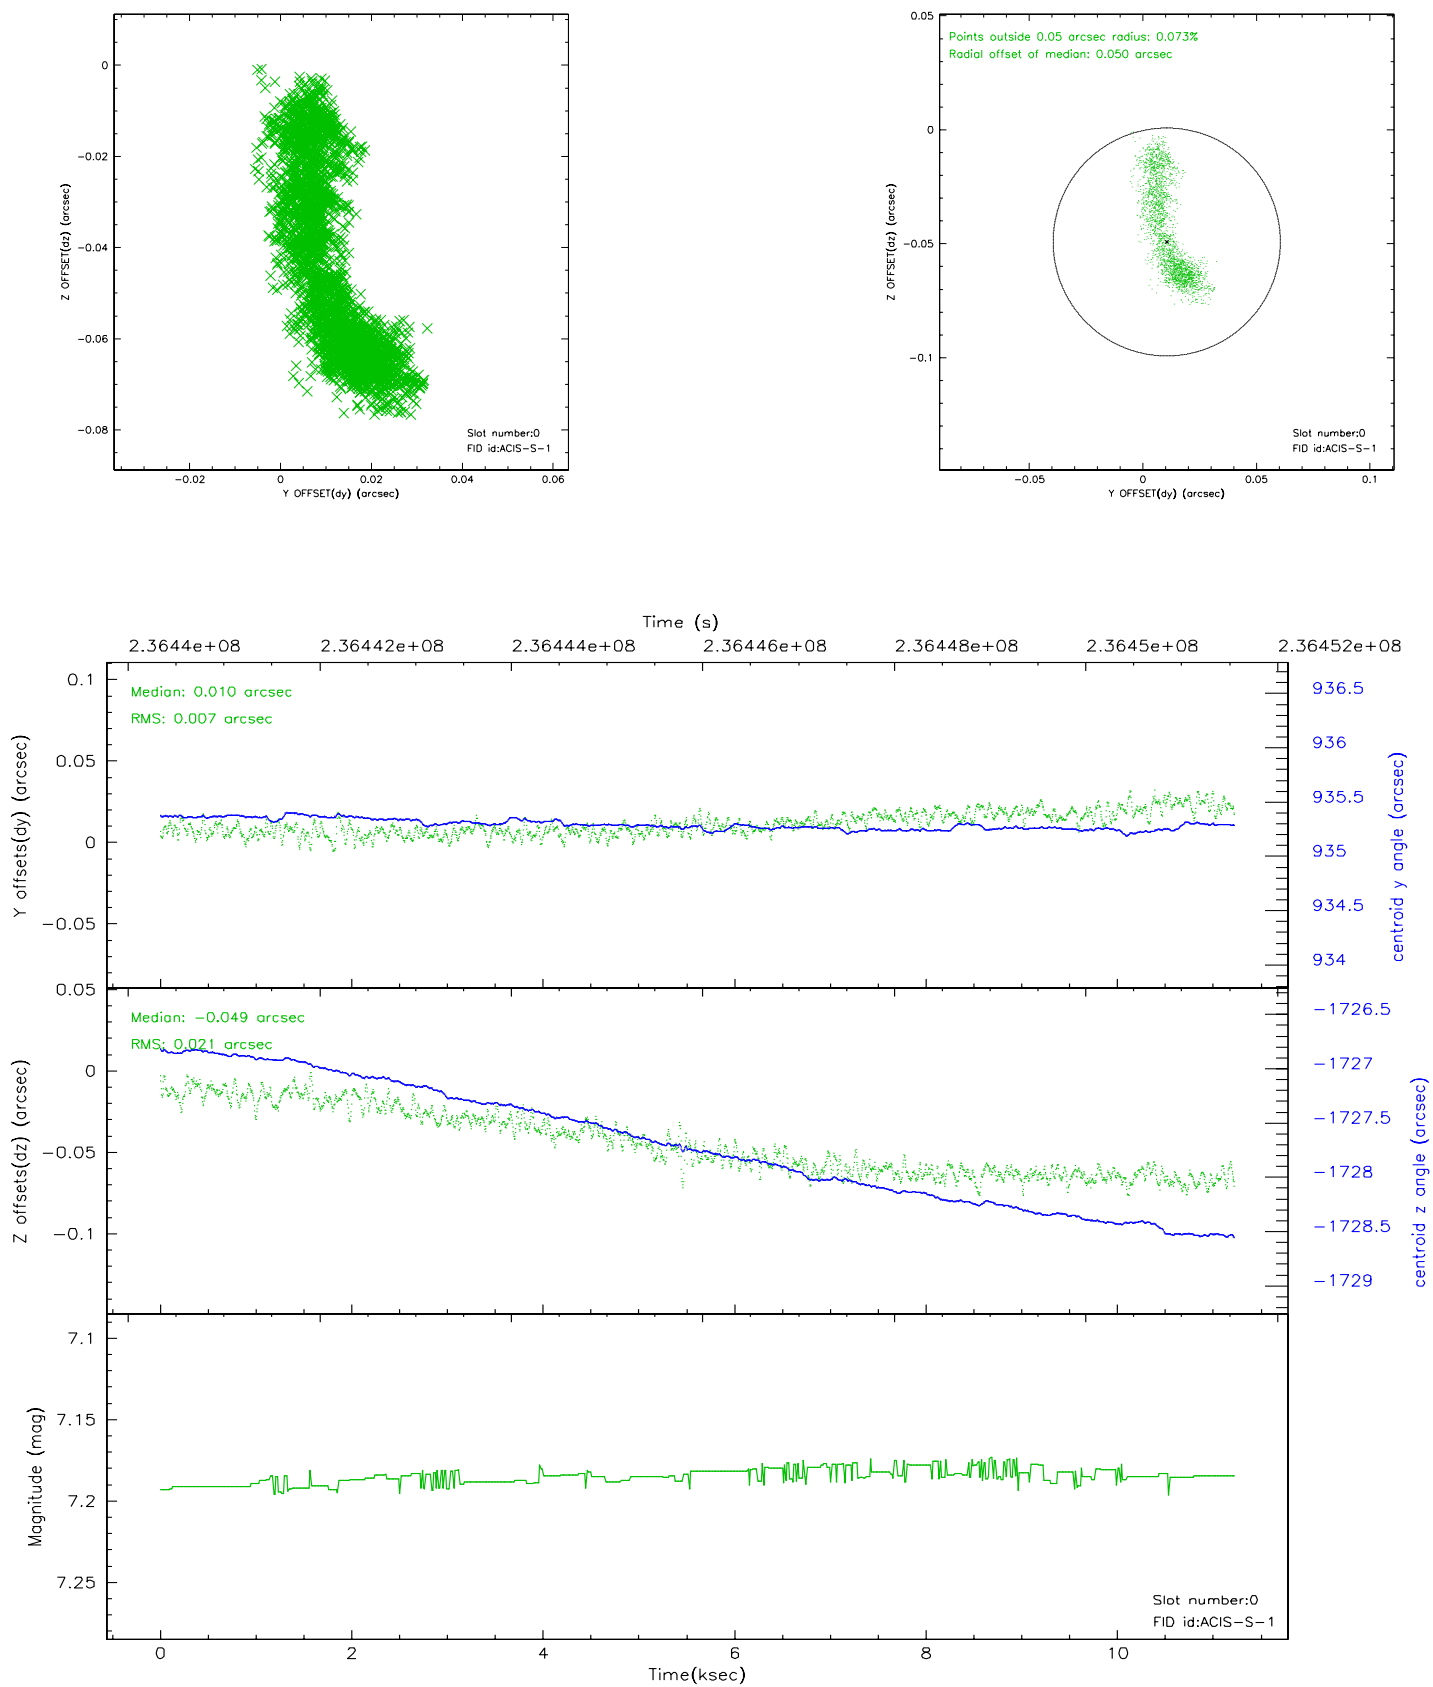 0
-0.02
-0.04
-0.06
-0.08
Z OFFSET(dz) (arcsec)
Slot number:0
FID id:ACIS-S-1
-0.02 0 0.02 0.04 0.06
Y OFFSET(dy) (arcsec)
0.05
Points outside 0.05 arcsec radius: 0.073%
Radial offset of median: 0.050 arcsec
0
-0.05
-0.1
Z OFFSET(dz) (arcsec)
Slot number:0
FID id:ACIS-S-1
-0.05 0 0.05 0.1
Y OFFSET(dy) (arcsec)
Time (s)
2.3644e+08 2.36442e+08 2.36444e+08 2.36446e+08 2.36448e+08 2.3645e+08 2.36452e+08
0.1
0.05
0
-0.05
Y offsets(dy) (arcsec)
Median: 0.010 arcsec
RMS: 0.007 arcsec
936.5
936
935.5
935
934.5
934
centroid y angle (arcsec)
0.05
0
-0.05
-0.1
Z offsets(dz) (arcsec)
Median: -0.049 arcsec
RMS: 0.021 arcsec
-1726.5
-1727
-1727.5
-1728
-1728.5
-1729
centroid z angle (arcsec)
7.1
7.15
7.2
7.25
Magnitude (mag)
Slot number:0
FID id:ACIS-S-1
0 2 4 6 8 10
Time(ksec)